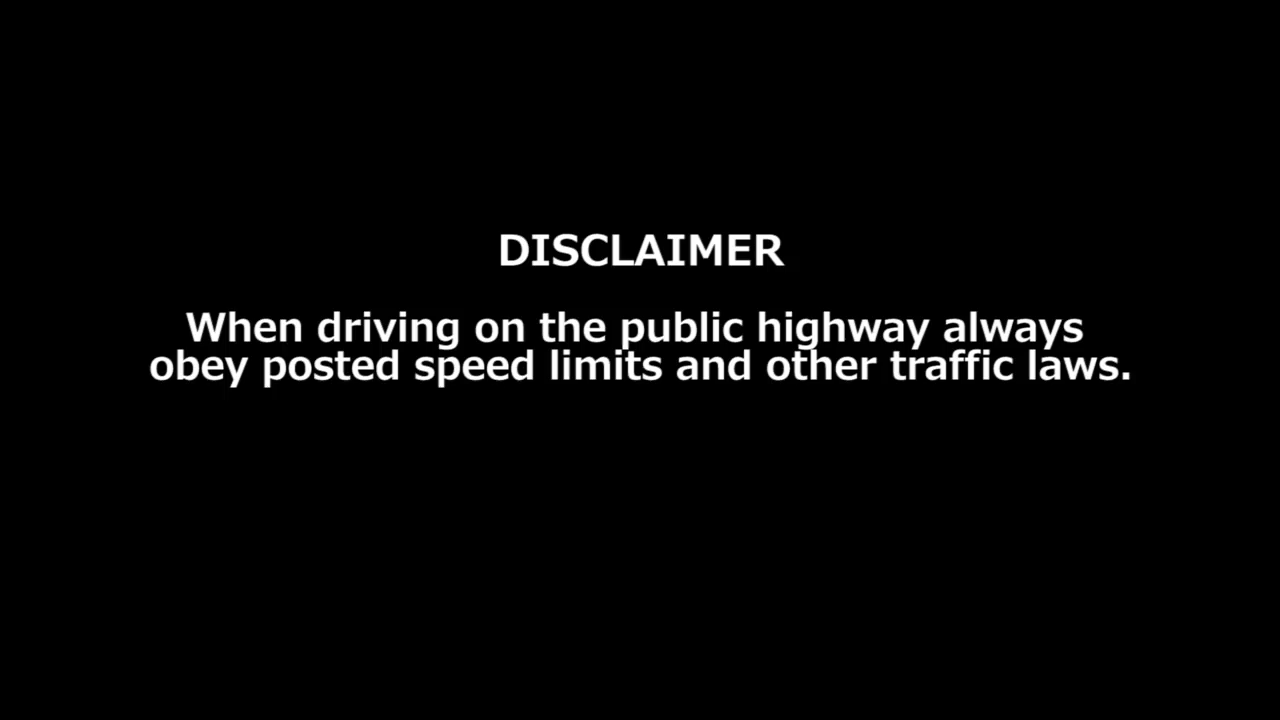 DISCLAIMER
When driving on the public highway always
obey posted speed limits and other traffic laws.